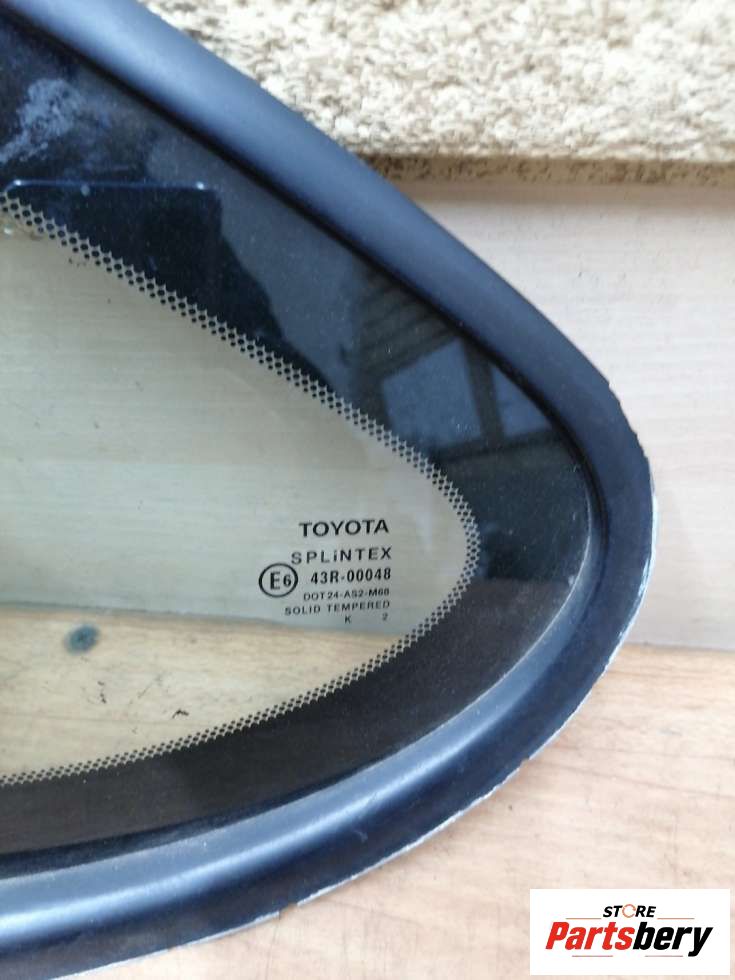 TOYOTA
SPLiNTEX
E6 43R-00048
DOT24-AS2-M60
SOLID TEMPERED
K 2
STORE
Partsbery